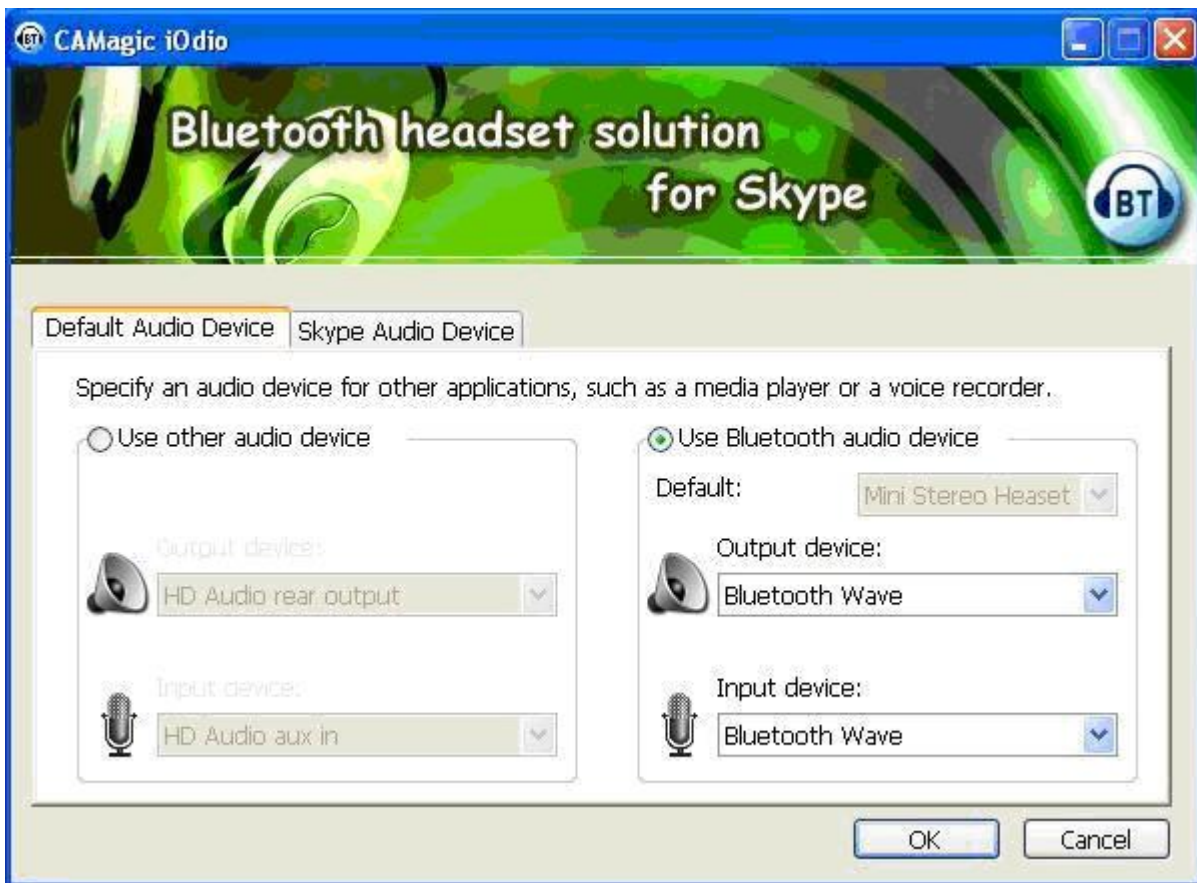 CAMagic iOdio
Bluetooth headset solution
for Skype
BT
Default Audio Device
Skype Audio Device
Specify an audio device for other applications, such as a media player or a voice recorder.
Use other audio device
Output device:
HD Audio rear output
Input device:
HD Audio aux in
Use Bluetooth audio device
Default:
Mini Stereo Heaset
Output device:
Bluetooth Wave
Input device:
Bluetooth Wave
OK
Cancel